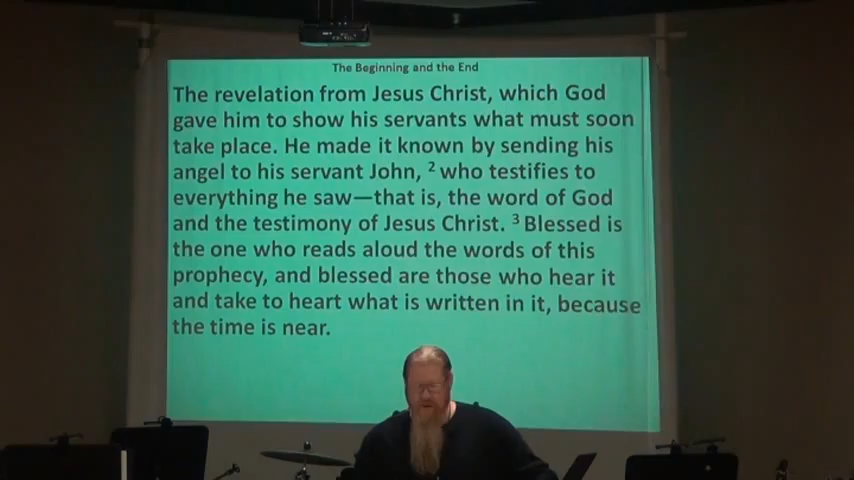 The Beginning and the End
The revelation from Jesus Christ, which God
gave him to show his servants what must soon
take place. He made it known by sending his
angel to his servant John, ² who testifies to
everything he saw—that is, the word of God
and the testimony of Jesus Christ. ³ Blessed is
the one who reads aloud the words of this
prophecy, and blessed are those who hear it
and take to heart what is written in it, because
the time is near.